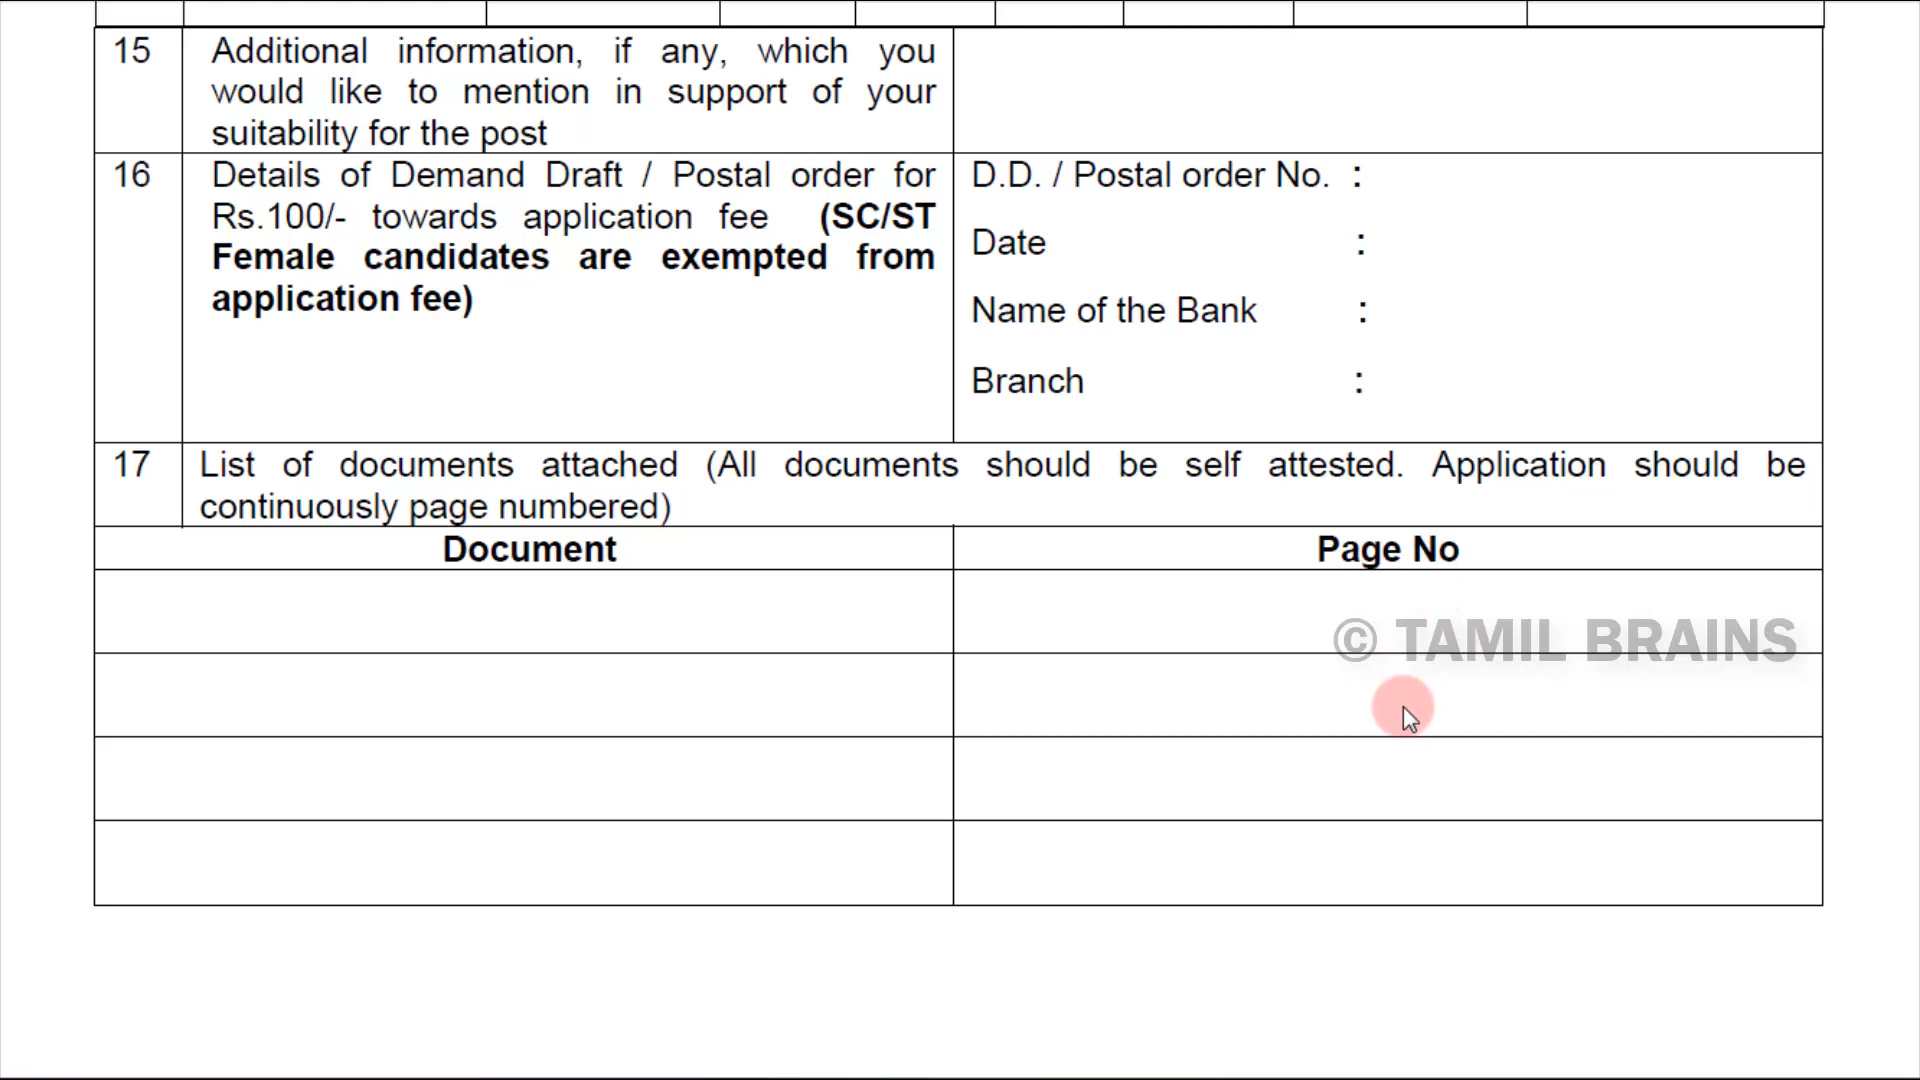 15 Additional information, if any, which you
would like to mention in support of your
suitability for the post
16 Details of Demand Draft / Postal order for
Rs.100/- towards application fee (SC/ST
Female candidates are exempted from
application fee)
D.D. / Postal order No. :
Date :
Name of the Bank :
Branch :
17 List of documents attached (All documents should be self attested. Application should be
continuously page numbered)
Document Page No
© TAMIL BRAINS